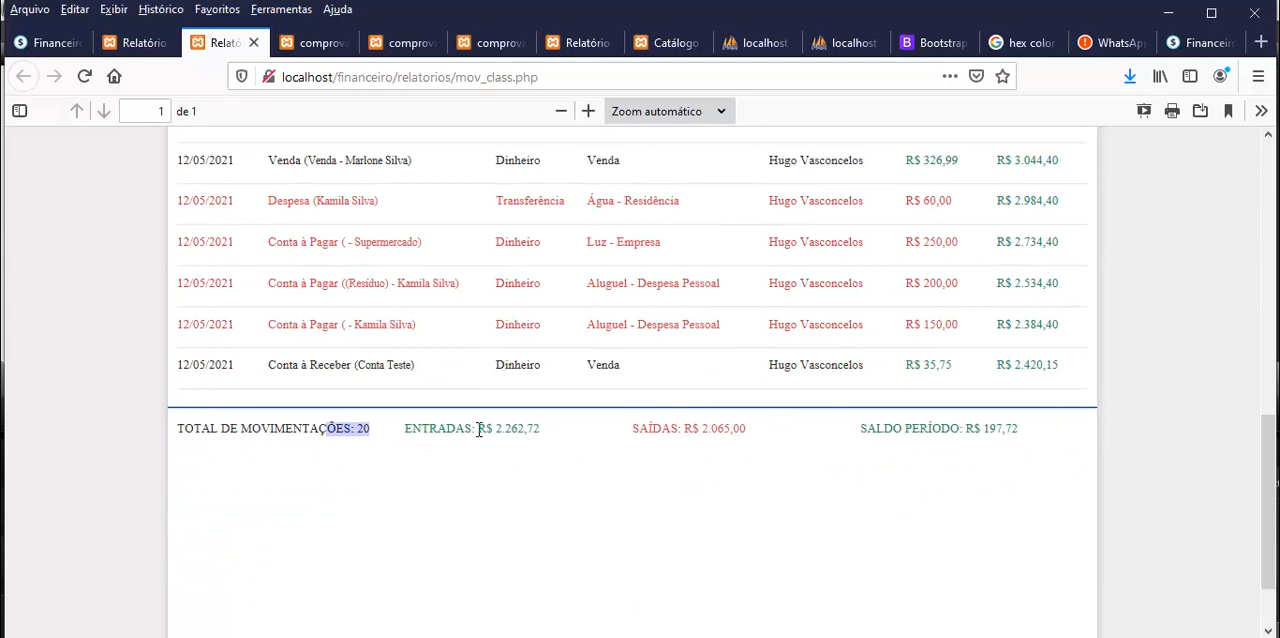 Arquivo Editar Exibir Histórico Favoritos Ferramentas Ajuda
Financeiro Relatório Relató comprova comprova comprova Relatório Catálogo localhost localhost Bootstrap hex color WhatsApp Financeiro
localhost/financeiro/relatorios/mov_class.php
1 de 1 Zoom automático
12/05/2021 Venda (Venda - Marlone Silva) Dinheiro Venda Hugo Vasconcelos R$ 326,99 R$ 3.044,40
12/05/2021 Despesa (Kamila Silva) Transferência Água - Residência Hugo Vasconcelos R$ 60,00 R$ 2.984,40
12/05/2021 Conta à Pagar ( - Supermercado) Dinheiro Luz - Empresa Hugo Vasconcelos R$ 250,00 R$ 2.734,40
12/05/2021 Conta à Pagar ((Resíduo) - Kamila Silva) Dinheiro Aluguel - Despesa Pessoal Hugo Vasconcelos R$ 200,00 R$ 2.534,40
12/05/2021 Conta à Pagar ( - Kamila Silva) Dinheiro Aluguel - Despesa Pessoal Hugo Vasconcelos R$ 150,00 R$ 2.384,40
12/05/2021 Conta à Receber (Conta Teste) Dinheiro Venda Hugo Vasconcelos R$ 35,75 R$ 2.420,15
TOTAL DE MOVIMENTAÇÕES: 20 ENTRADAS: R$ 2.262,72 SAÍDAS: R$ 2.065,00 SALDO PERÍODO: R$ 197,72